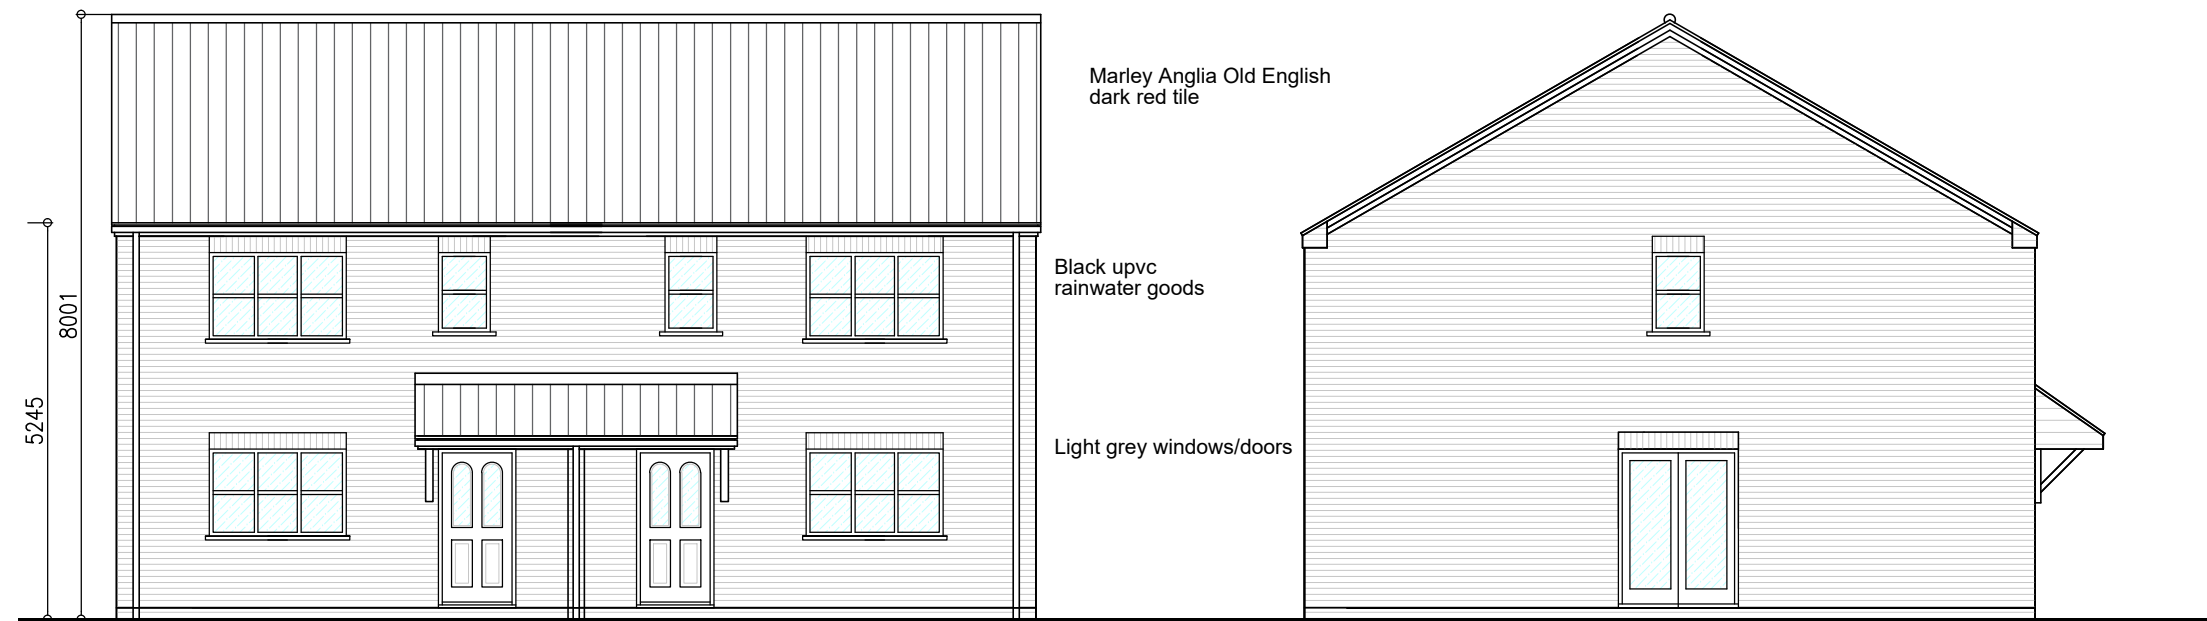 Marley Anglia Old English
dark red tile
Black upvc
rainwater goods
8001
5245
Light grey windows/doors